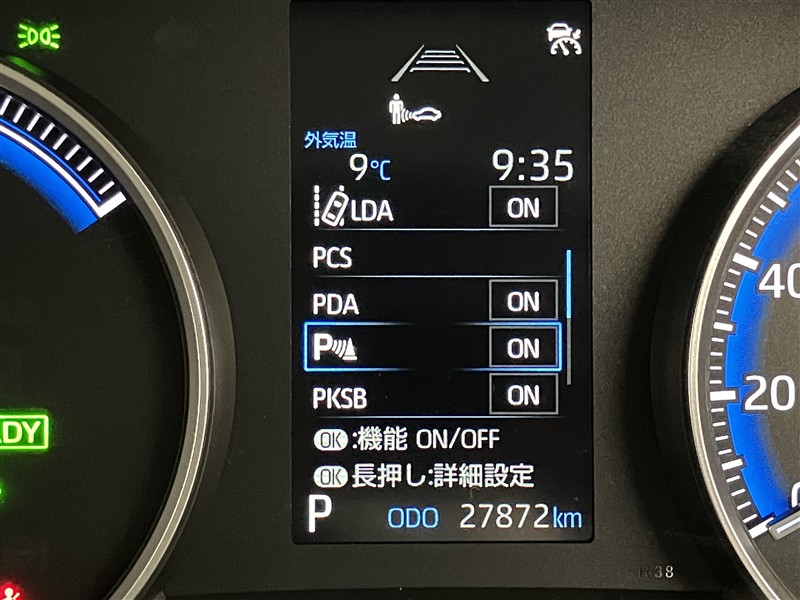 外気温
9℃ 9:35
LDA ON
PCS
PDA ON
P ON
PKSB ON
OK:機能 ON/OFF
OK長押し:詳細設定
P ODO 27872km
40
20
ADY